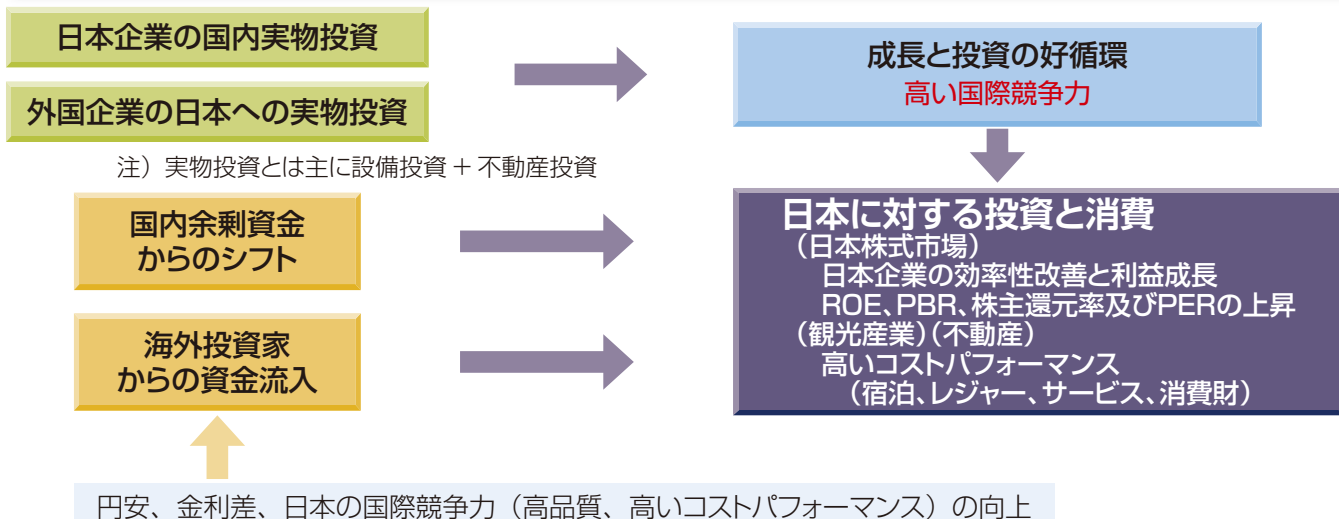 日本企業の国内実物投資
外国企業の日本への実物投資
注）実物投資とは主に設備投資 + 不動産投資
成長と投資の好循環
高い国際競争力
国内余剰資金
からのシフト
海外投資家
からの資金流入
日本に対する投資と消費
（日本株式市場）
日本企業の効率性改善と利益成長
ROE、PBR、株主還元率及びPERの上昇
（観光産業）（不動産）
高いコストパフォーマンス
（宿泊、レジャー、サービス、消費財）
円安、金利差、日本の国際競争力（高品質、高いコストパフォーマンス）の向上